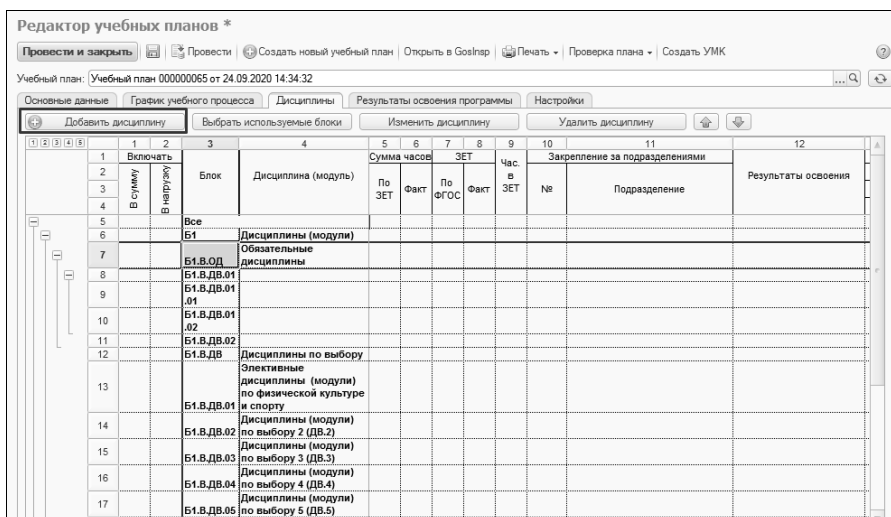 Редактор учебных планов *
Провести и закрыть Провести Создать новый учебный план Открыть в GosInsp Печать Проверка плана Создать УМК ?
Учебный план: Учебный план 000000065 от 24.09.2020 14:34:32 ...
Основные данные График учебного процесса Дисциплины Результаты освоения программы Настройки
Добавить дисциплину Выбрать используемые блоки Изменить дисциплину Удалить дисциплину
1 2 3 4 5 1 2 3 4 5 6 7 8 9 10 11 12
1 Включать Блок Дисциплина (модуль) Сумма часов ЗЕТ Час. в ЗЕТ Закрепление за подразделениями Результаты освоения
2 В сумму В нагрузку По ЗЕТ Факт По ФГОС Факт № Подразделение
3
4
5 Все
6 Б1 Дисциплины (модули)
7 Б1.В.ОД Обязательные
дисциплины
8 Б1.В.ДВ.01
9 Б1.В.ДВ.01
.01
10 Б1.В.ДВ.01
.02
11 Б1.В.ДВ.02
12 Б1.В.ДВ Дисциплины по выбору
Элективные
дисциплины (модули)
по физической культуре
13 Б1.В.ДВ.01 и спорту
Дисциплины (модули)
14 Б1.В.ДВ.02 по выбору 2 (ДВ.2)
Дисциплины (модули)
15 Б1.В.ДВ.03 по выбору 3 (ДВ.3)
Дисциплины (модули)
16 Б1.В.ДВ.04 по выбору 4 (ДВ.4)
Дисциплины (модули)
17 Б1.В.ДВ.05 по выбору 5 (ДВ.5)